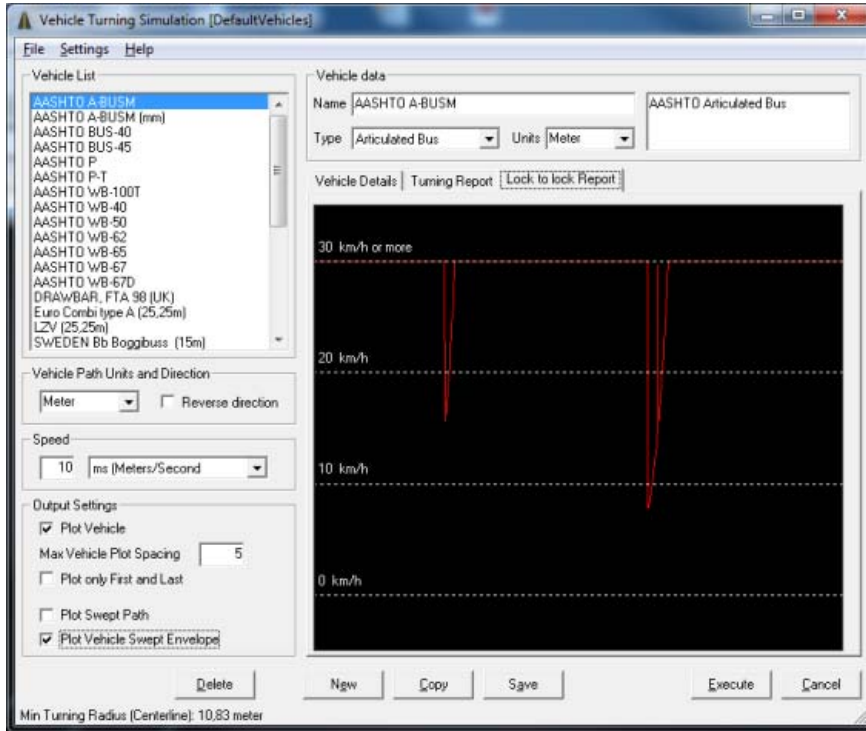 Vehicle Turning Simulation [DefaultVehicles]
File Settings Help
Vehicle List
AASHTO A-BUSM
AASHTO A-BUSM (mm)
AASHTO BUS-40
AASHTO BUS-45
AASHTO P
AASHTO P-T
AASHTO WB-100T
AASHTO WB-40
AASHTO WB-50
AASHTO WB-62
AASHTO WB-65
AASHTO WB-67
AASHTO WB-67D
DRAWBAR, FTA 98 (UK)
Euro Combi type A (25,25m)
LZV (25,25m)
SWEDEN Bb Boggibuss (15m)
Vehicle Path Units and Direction
Meter Reverse direction
Speed
10 ms (Meters/Second
Output Settings
Plot Vehicle
Max Vehicle Plot Spacing 5
Plot only First and Last
Plot Swept Path
Plot Vehicle Swept Envelope
Delete
Vehicle data
Name AASHTO A-BUSM
AASHTO Articulated Bus
Type Articulated Bus Units Meter
Vehicle Details Turning Report Lock to lock Report
30 km/h or more
20 km/h
10 km/h
0 km/h
New Copy Save Execute Cancel
Min Turning Radius (Centerline): 10,83 meter